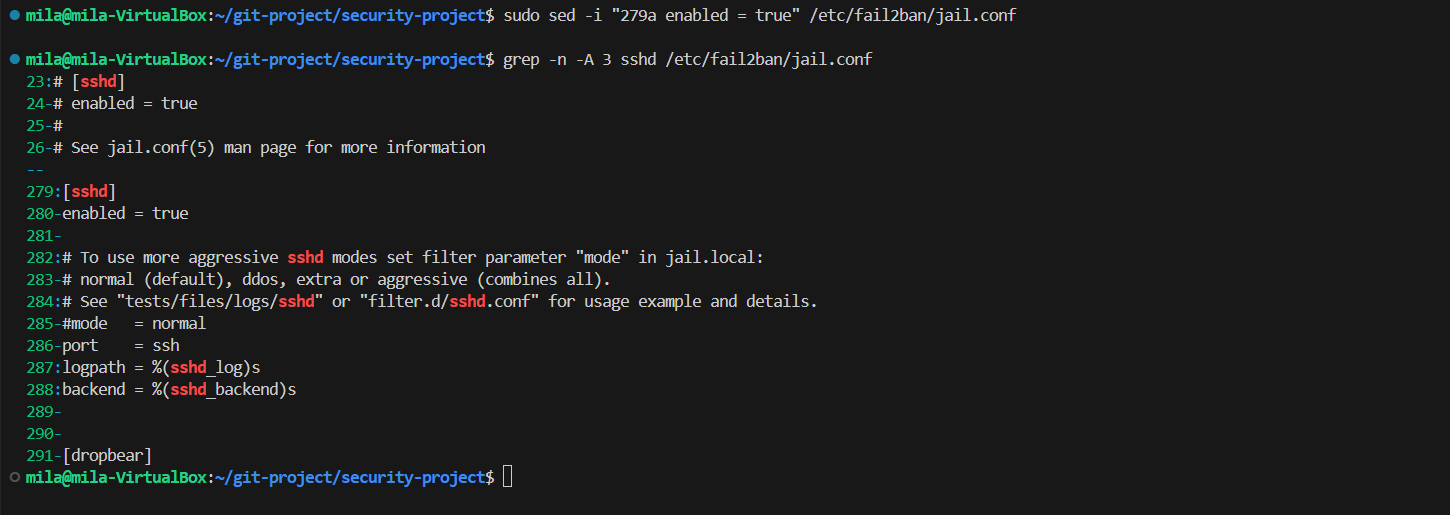 mila@mila-VirtualBox:~/git-project/security-project$ sudo sed -i "279a enabled = true" /etc/fail2ban/jail.conf
mila@mila-VirtualBox:~/git-project/security-project$ grep -n -A 3 sshd /etc/fail2ban/jail.conf
23:# [sshd]
24-# enabled = true
25-#
26-# See jail.conf(5) man page for more information
--
279:[sshd]
280-enabled = true
281-
282:# To use more aggressive sshd modes set filter parameter "mode" in jail.local:
283-# normal (default), ddos, extra or aggressive (combines all).
284:# See "tests/files/logs/sshd" or "filter.d/sshd.conf" for usage example and details.
285-#mode   = normal
286-port    = ssh
287:logpath = %(sshd_log)s
288:backend = %(sshd_backend)s
289-
290-
291-[dropbear]
mila@mila-VirtualBox:~/git-project/security-project$